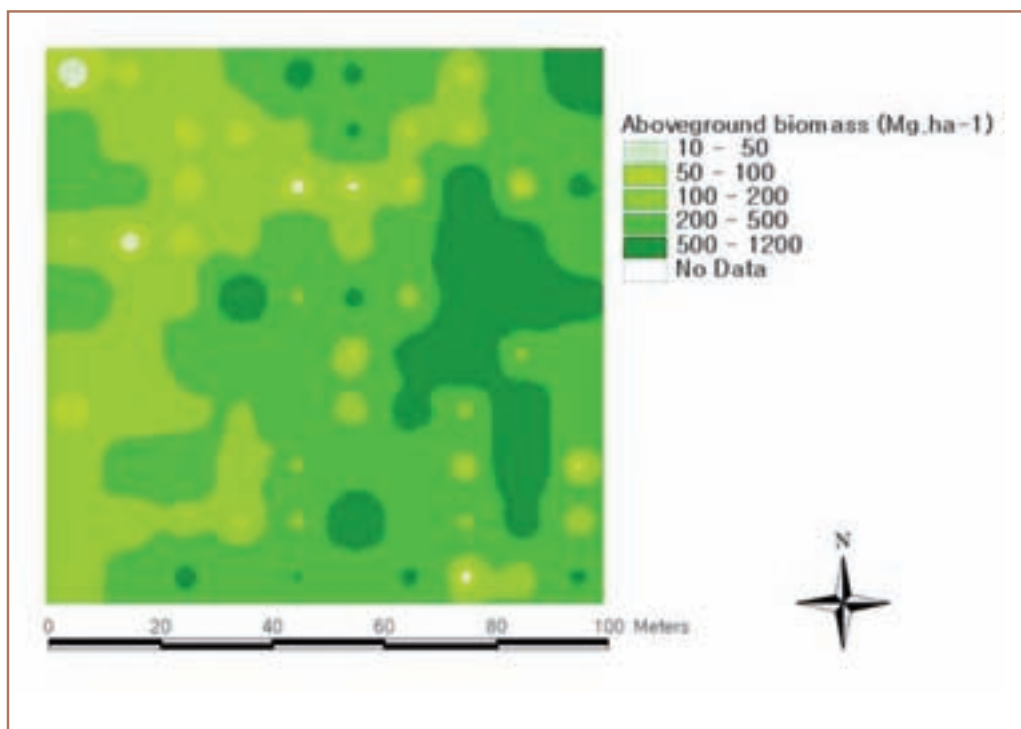 Aboveground biomass (Mg.ha-1)
10 - 50
50 - 100
100 - 200
200 - 500
500 - 1200
No Data
N
0 20 40 60 80 100 Meters